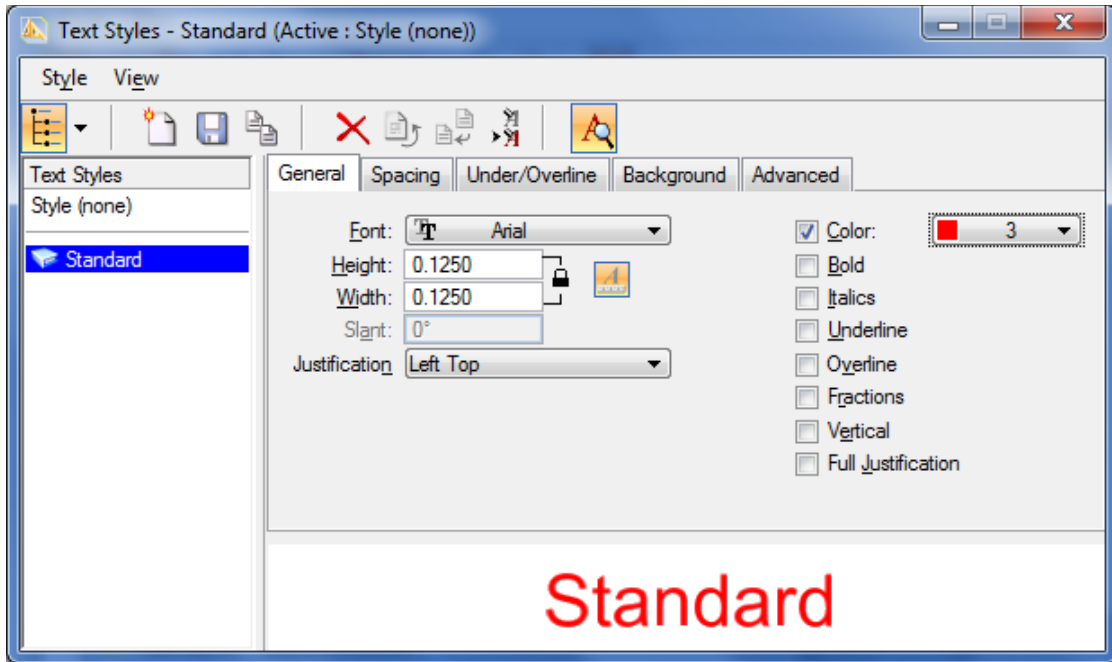 Text Styles - Standard (Active : Style (none))
Style View
Text Styles
Style (none)
Standard
General Spacing Under/Overline Background Advanced
Font: Arial
Height: 0.1250
Width: 0.1250
Slant: 0°
Justification Left Top
Color: 3
Bold
Italics
Underline
Overline
Fractions
Vertical
Full Justification
Standard